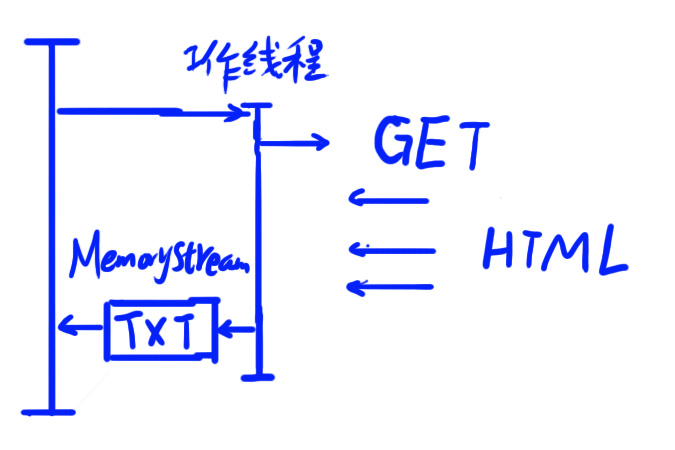 工作线程
GET
HTML
MemoryStream
TXT